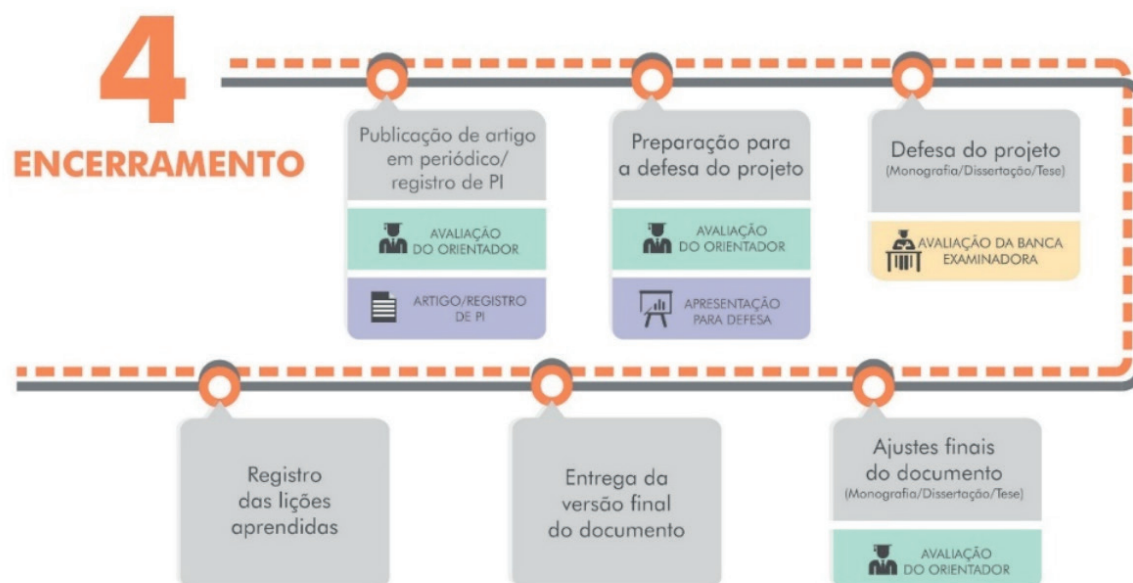 4
ENCERRAMENTO
Publicação de artigo
em periódico/
registro de PI
AVALIAÇÃO
DO ORIENTADOR
ARTIGO/REGISTRO
DE PI
Preparação para
a defesa do projeto
AVALIAÇÃO
DO ORIENTADOR
APRESENTAÇÃO
PARA DEFESA
Defesa do projeto
(Monografia/Dissertação/Tese)
AVALIAÇÃO DA BANCA
EXAMINADORA
Ajustes finais
do documento
(Monografia/Dissertação/Tese)
AVALIAÇÃO
DO ORIENTADOR
Entrega da
versão final
do documento
Registro
das lições
aprendidas